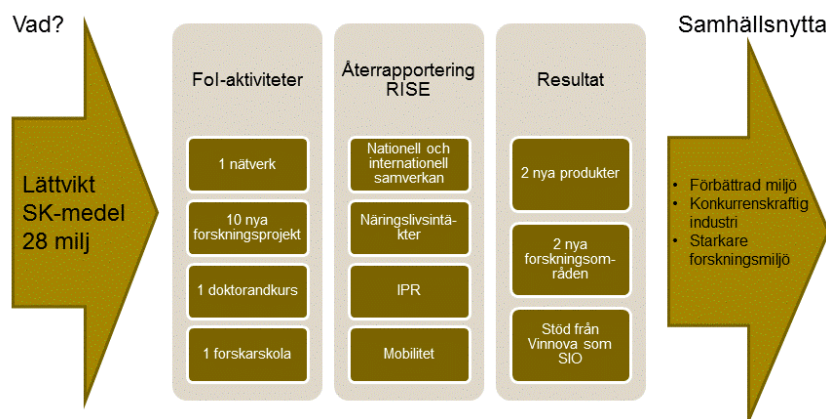 Vad?
Lättvikt
SK-medel
28 milj
FoI-aktiviteter
1 nätverk
10 nya
forskningsprojekt
1 doktorandkurs
1 forskarskola
Återrapportering
RISE
Nationell och
internationell
samverkan
Näringslivsintä-
kter
IPR
Mobilitet
Resultat
2 nya produkter
2 nya
forskningsom-
råden
Stöd från
Vinnova som
SIO
Samhällsnytta
• Förbättrad miljö
• Konkurrenskraftig
industri
• Starkare
forskningsmiljö